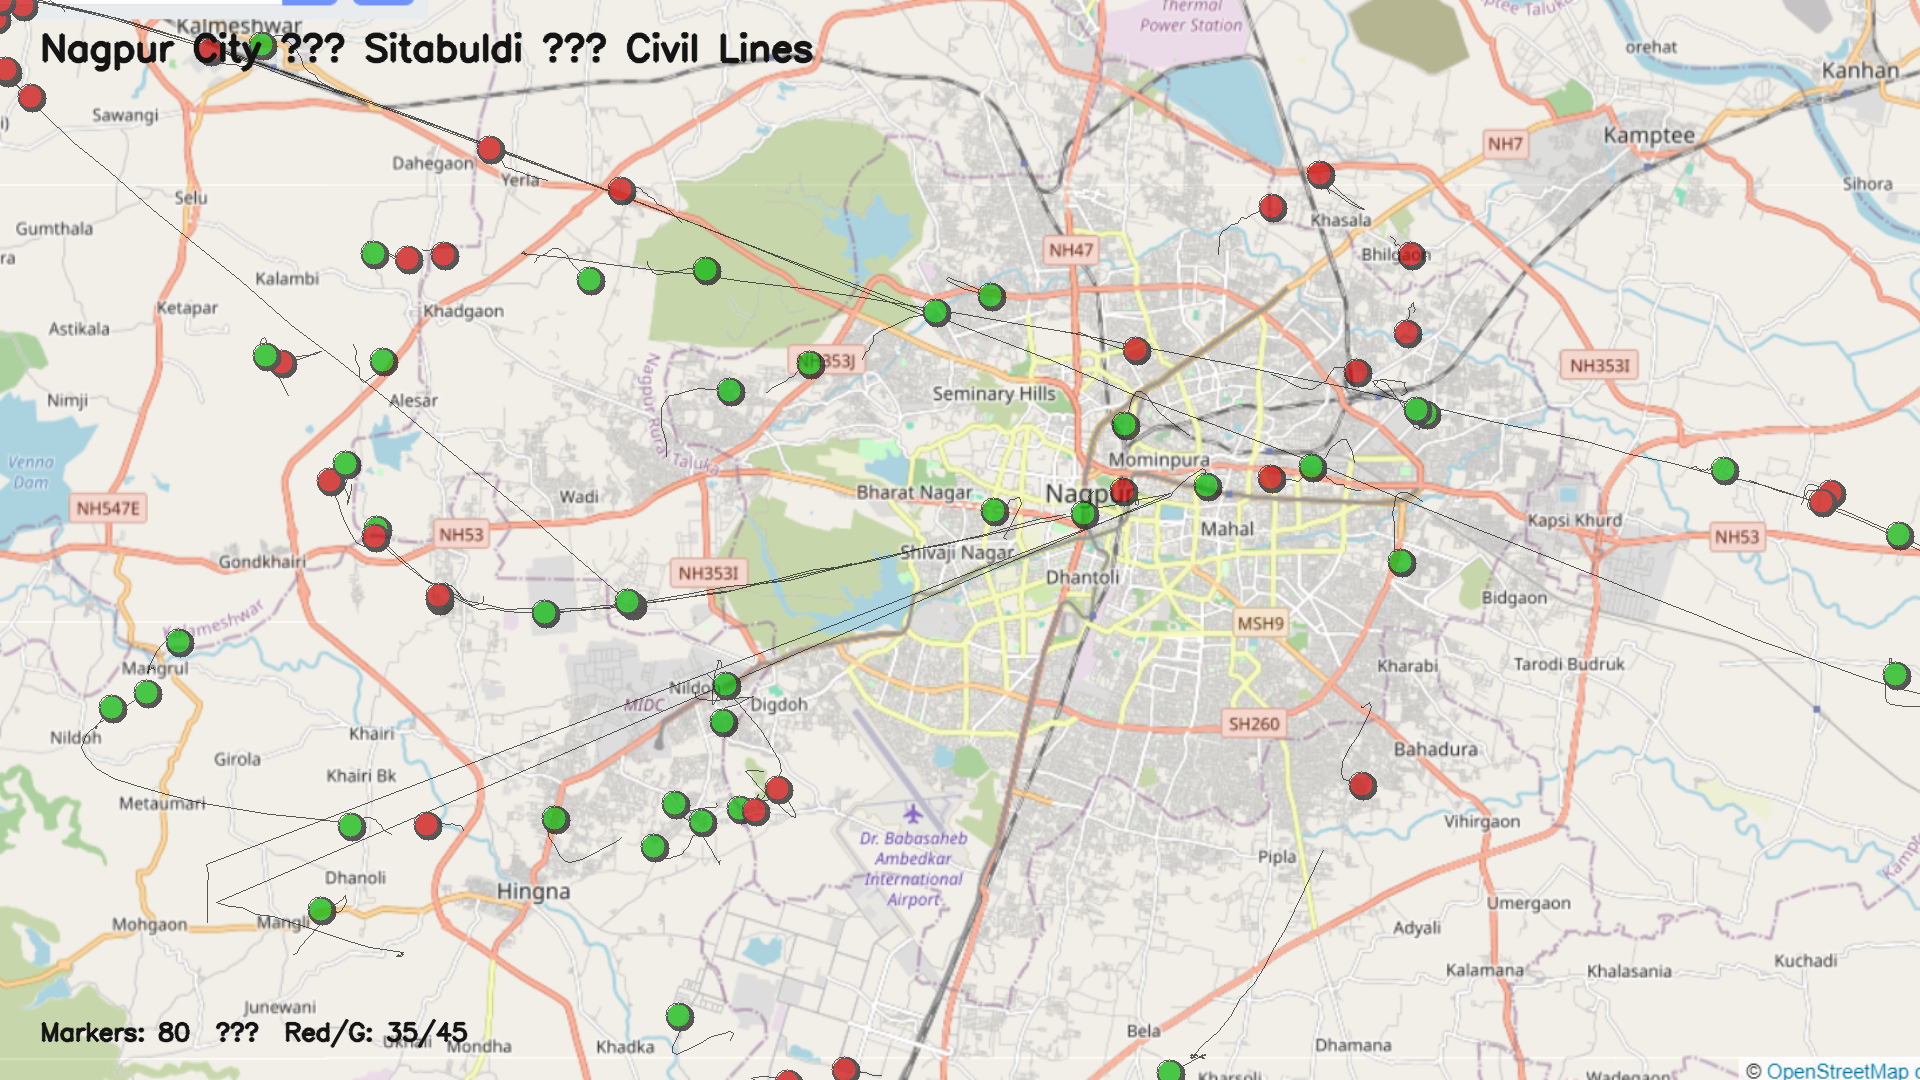 Kalmeshwar
Nagpur City ??? Sitabuldi ??? Civil Lines
Thermal
Power Station
orehat
Kanhan
Sawangi
Dahegaon
Yerla
NH7
Kamptee
Selu
Sihora
Gumthala
Khasala
NH47
Bhilgaon
Kalambi
Ketapar
Khadgaon
Astikala
NH353J
NH353I
Nagpur Rural
Taluka
Seminary Hills
Nimji
Alesar
Mominpura
Venna
Dam
Wadi
Bharat Nagar
Nagpur
NH547E
NH53
Mahal
Kapsi Khurd
NH53
Shivaji Nagar
Gondkhairi
NH353I
Dhantoli
Bidgaon
Kalameshwar
MSH9
Mangrul
Kharabi
Tarodi Budruk
Nildoh
MIDC
Digdoh
Nildoh
SH260
Khairi
Bahadura
Girola
Khairi Bk
Metaumari
Vihirgaon
Dr. Babasaheb
Ambedkar
International
Airport
Pipla
Dhanoli
Hingna
Umergaon
Mohgaon
Mangli
Adyali
Kalamana
Khalasania
Kuchadi
Junewani
Markers: 80 ??? Red/G: 35/45
Bela
Mondha
Khadka
Dhamana
Kharsoli
Wadegaon
© OpenStreetMap